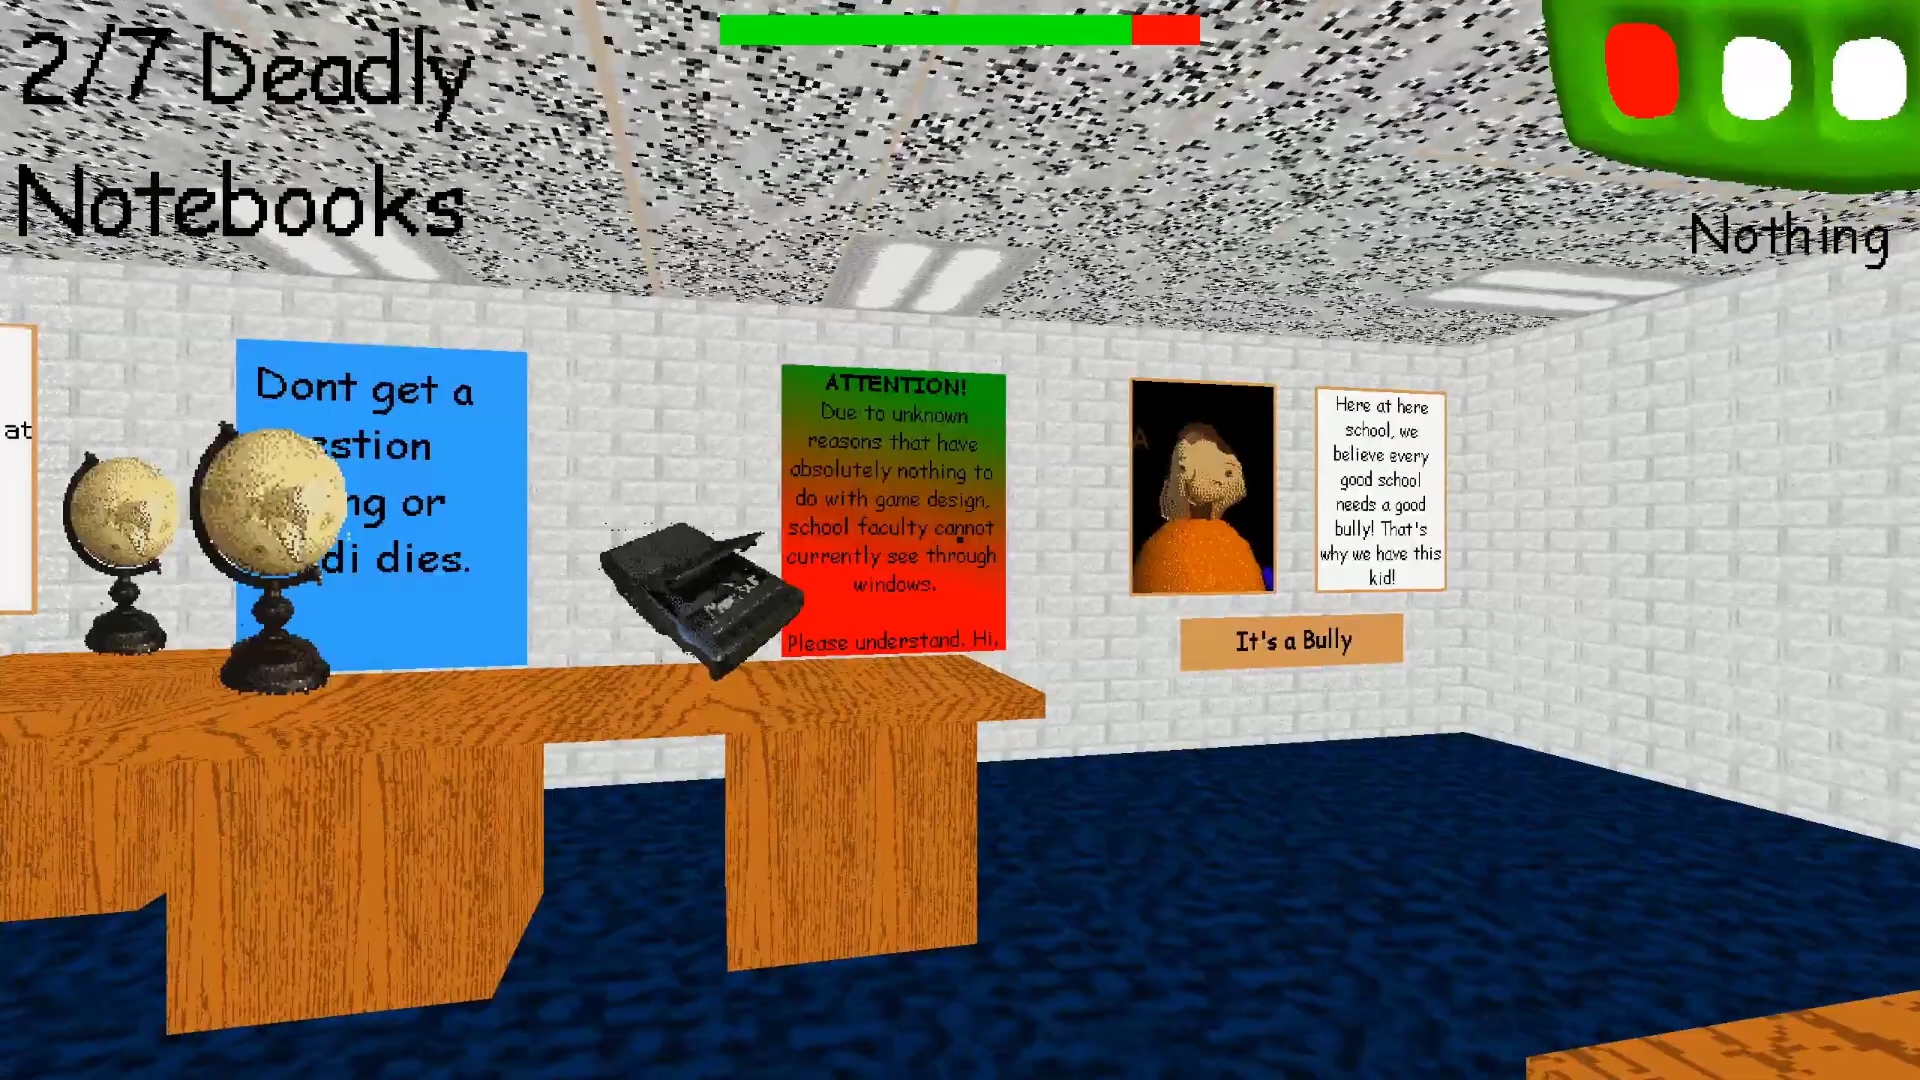 2/7 Deadly
Notebooks
Nothing
at
Dont get a
estion
ng or
di dies.
ATTENTION!
Due to unknown
reasons that have
absolutely nothing to
do with game design,
school faculty cannot
currently see through
windows.
Please understand. Hi.
Here at here
school, we
believe every
good school
needs a good
bully! That's
why we have this
kid!
It's a Bully